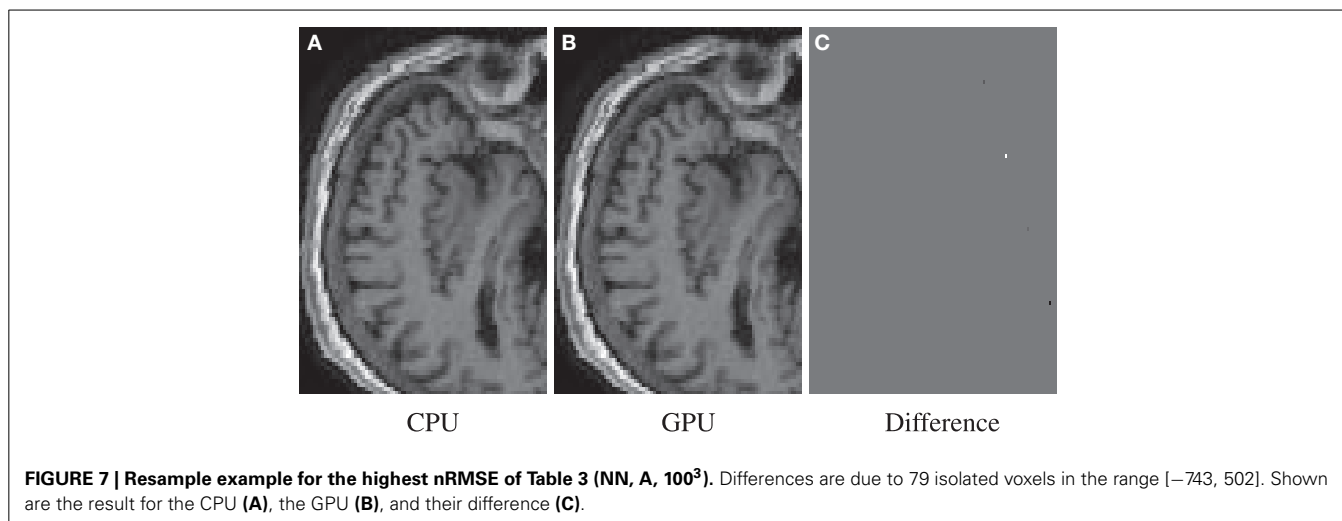 A B C
CPU GPU Difference
FIGURE 7 | Resample example for the highest nRMSE of Table 3 (NN, A, 100³). Differences are due to 79 isolated voxels in the range [−743, 502]. Shown
are the result for the CPU (A), the GPU (B), and their difference (C).